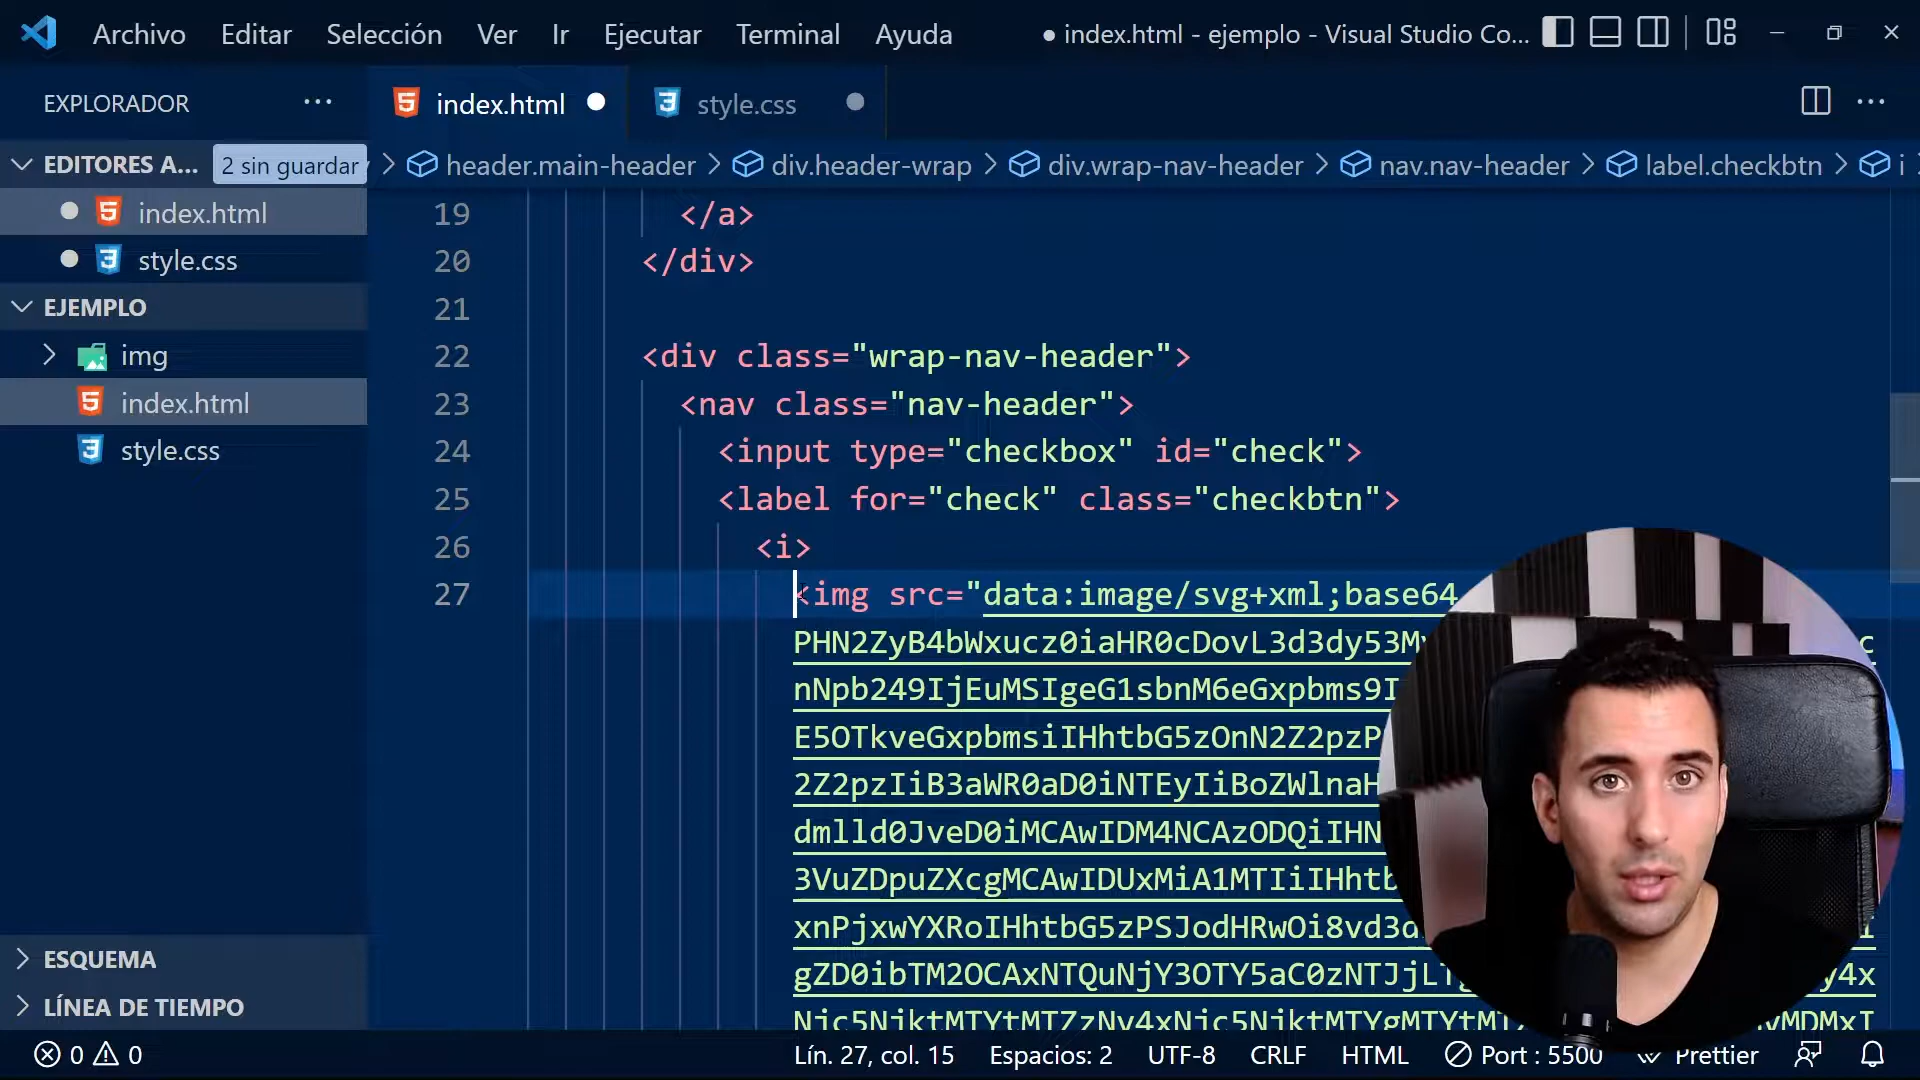 Archivo Editar Selección Ver Ir Ejecutar Terminal Ayuda ● index.html - ejemplo - Visual Studio Co...
EXPLORADOR ··· index.html style.css ···
EDITORES A... 2 sin guardar header.main-header > div.header-wrap > div.wrap-nav-header > nav.nav-header > label.checkbtn > i
index.html
style.css
EJEMPLO
img
index.html
style.css
ESQUEMA
LÍNEA DE TIEMPO
19 </a>
20 </div>
21
22 <div class="wrap-nav-header">
23 <nav class="nav-header">
24 <input type="checkbox" id="check">
25 <label for="check" class="checkbtn">
26 <i>
27 <img src="data:image/svg+xml;base64
PHN2ZyB4bWxucz0iaHR0cDovL3d3dy53M
nNpb249IjEuMSIgeG1sbnM6eGxpbms9I
E5OTkveGxpbmsiIHhtbG5zOnN2Z2pzP
2Z2pzIiB3aWR0aD0iNTEyIiBoZWlnaH
dmlld0JveD0iMCAwIDM4NCAzODQiIHN
3VuZDpuZXcgMCAwIDUxMiA1MTIiIHhtb
xnPjxwYXRoIHhtbG5zPSJodHRwOi8vd3d
gZD0ibTM2OCAxNTQuNjY3OTY5aC0zNTJjLTg y4x
Njc5NjktMTYtMTZzNy4xNjc5NjktMTYgMTYtMT
0 0 Lín. 27, col. 15 Espacios: 2 UTF-8 CRLF HTML Port : 5500 Prettier